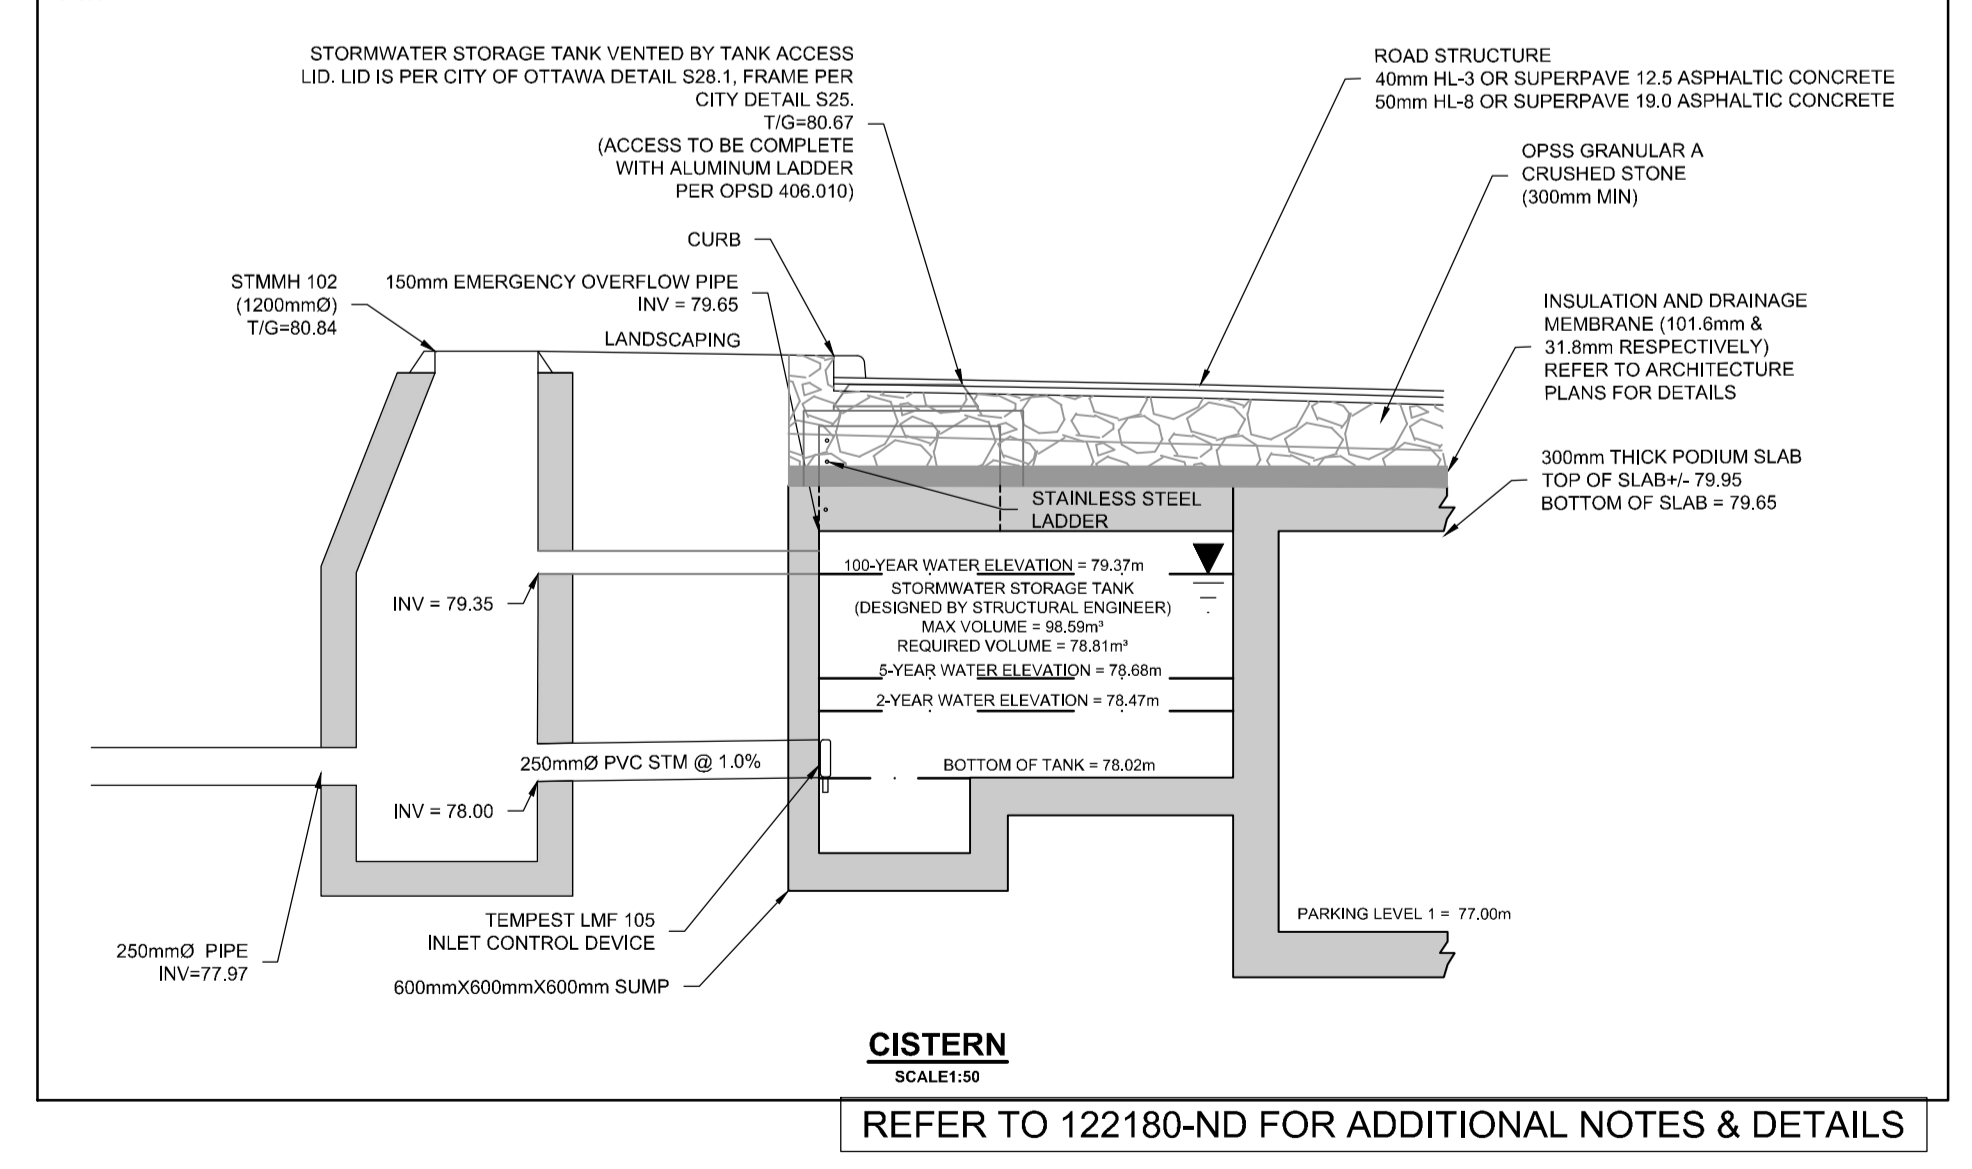 STORMWATER STORAGE TANK VENTED BY TANK ACCESS
LID. LID IS PER CITY OF OTTAWA DETAIL S28.1, FRAME PER
CITY DETAIL S25.
T/G=80.67
(ACCESS TO BE COMPLETE
WITH ALUMINUM LADDER
PER OPSD 406.010)
ROAD STRUCTURE
40mm HL-3 OR SUPERPAVE 12.5 ASPHALTIC CONCRETE
50mm HL-8 OR SUPERPAVE 19.0 ASPHALTIC CONCRETE
OPSS GRANULAR A
CRUSHED STONE
(300mm MIN)
CURB
STMMH 102
(1200mmØ)
T/G=80.84
150mm EMERGENCY OVERFLOW PIPE
INV = 79.65
LANDSCAPING
INSULATION AND DRAINAGE
MEMBRANE (101.6mm &
31.8mm RESPECTIVELY)
REFER TO ARCHITECTURE
PLANS FOR DETAILS
300mm THICK PODIUM SLAB
TOP OF SLAB+/- 79.95
BOTTOM OF SLAB = 79.65
STAINLESS STEEL
LADDER
100-YEAR WATER ELEVATION = 79.37m
STORMWATER STORAGE TANK
(DESIGNED BY STRUCTURAL ENGINEER)
MAX VOLUME = 98.59m³
REQUIRED VOLUME = 78.81m³
5-YEAR WATER ELEVATION = 78.68m
2-YEAR WATER ELEVATION = 78.47m
INV = 79.35
250mmØ PVC STM @ 1.0%
BOTTOM OF TANK = 78.02m
INV = 78.00
TEMPEST LMF 105
INLET CONTROL DEVICE
PARKING LEVEL 1 = 77.00m
250mmØ PIPE
INV=77.97
600mmX600mmX600mm SUMP
CISTERN
SCALE1:50
REFER TO 122180-ND FOR ADDITIONAL NOTES & DETAILS